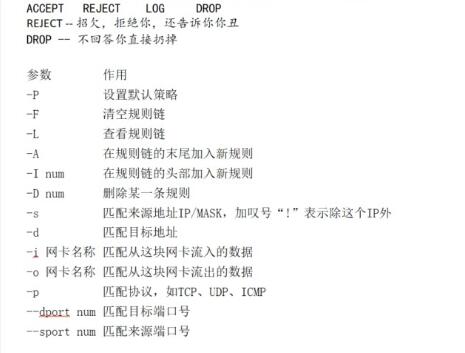 ACCEPT REJECT LOG DROP
REJECT -- 招欠，拒绝你，还告诉你你丑
DROP -- 不回答你直接扔掉
参数 作用
-P 设置默认策略
-F 清空规则链
-L 查看规则链
-A 在规则链的末尾加入新规则
-I num 在规则链的头部加入新规则
-D num 删除某一条规则
-s 匹配来源地址IP/MASK，加叹号“!”表示除这个IP外
-d 匹配目标地址
-i 网卡名称 匹配从这块网卡流入的数据
-o 网卡名称 匹配从这块网卡流出的数据
-p 匹配协议，如TCP、UDP、ICMP
--dport num 匹配目标端口号
--sport num 匹配来源端口号